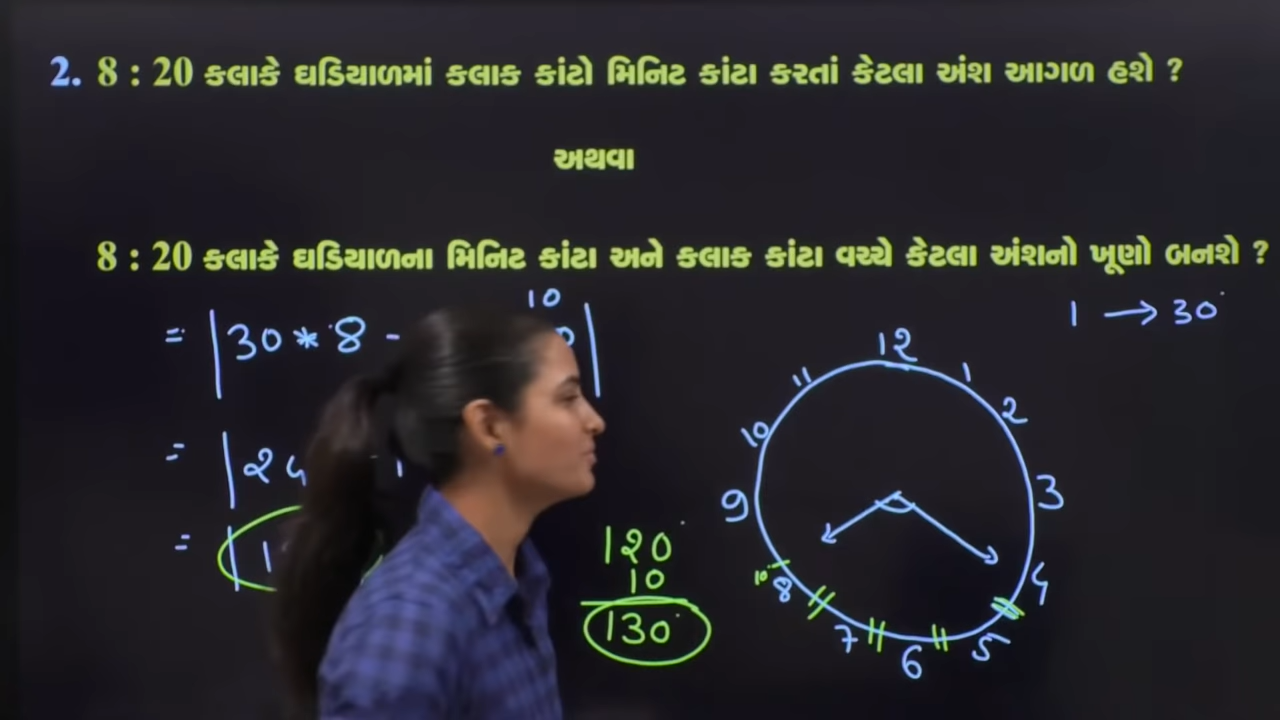 2. 8 : 20 કલાકે ઘડિયાળમાં કલાક કાંટો મિનિટ કાંટા કરતાં કેટલા અંશ આગળ હશે ?
અથવા
8 : 20 કલાકે ઘડિયાળના મિનિટ કાંટા અને કલાક કાંટા વચ્ચે કેટલા અંશનો ખૂણો બનશે ?
10
= |30 * 8 -
1 → 30°
= |24
=
120°
10
130°
12
11 1
10 2
9 3
10° 8 4
7 5
6